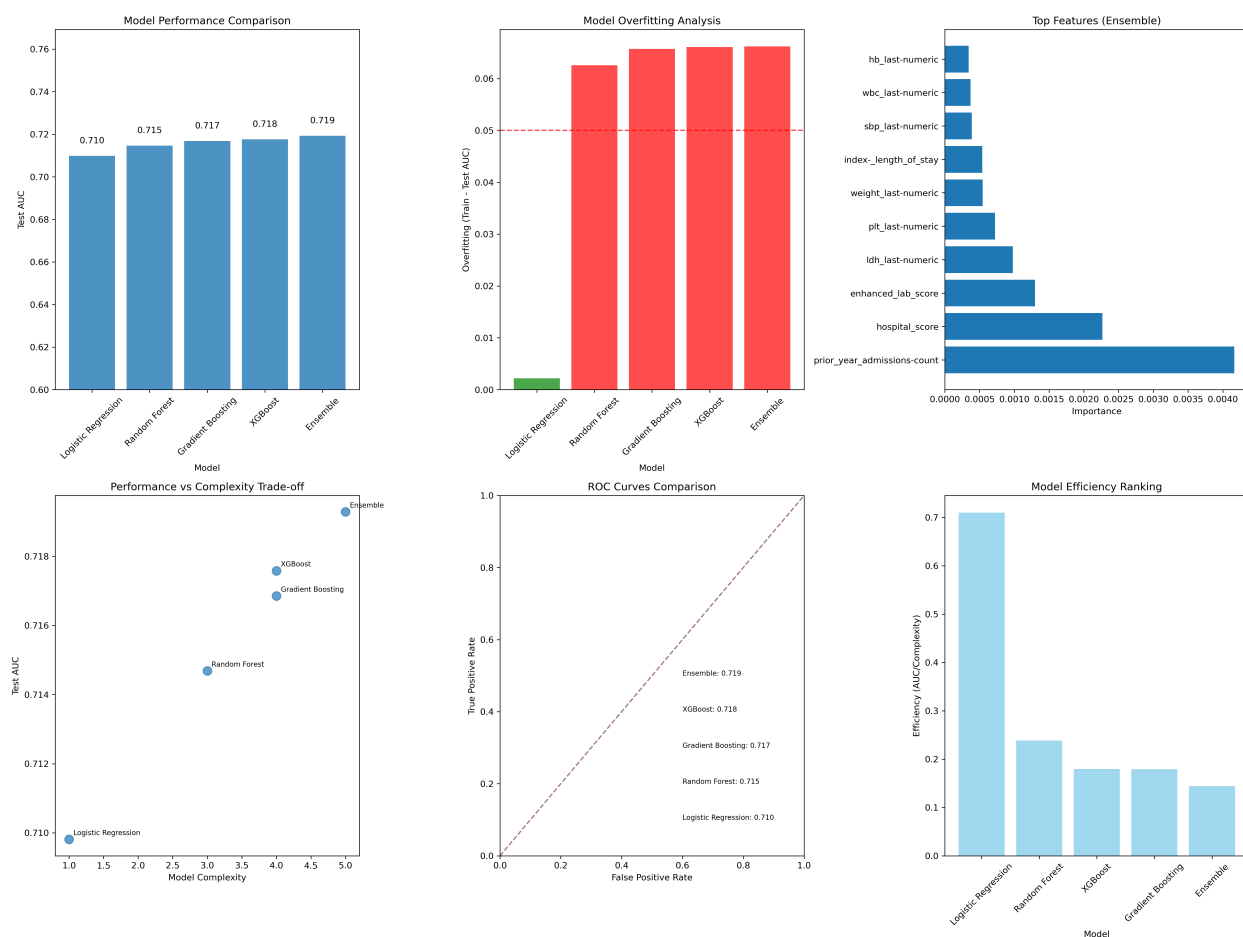 Model Performance Comparison
Test AUC
0.76
0.74
0.72
0.70
0.68
0.66
0.64
0.62
0.60
0.710
0.715
0.717
0.718
0.719
Logistic Regression
Random Forest
Gradient Boosting
XGBoost
Ensemble
Model
Model Overfitting Analysis
Overfitting (Train - Test AUC)
0.06
0.05
0.04
0.03
0.02
0.01
0.00
Logistic Regression
Random Forest
Gradient Boosting
XGBoost
Ensemble
Model
Top Features (Ensemble)
hb_last-numeric
wbc_last-numeric
sbp_last-numeric
index-_length_of_stay
weight_last-numeric
plt_last-numeric
ldh_last-numeric
enhanced_lab_score
hospital_score
prior_year_admissions-count
0.0000 0.0005 0.0010 0.0015 0.0020 0.0025 0.0030 0.0035 0.0040
Importance
Performance vs Complexity Trade-off
Test AUC
0.718
0.716
0.714
0.712
0.710
Ensemble
XGBoost
Gradient Boosting
Random Forest
Logistic Regression
1.0 1.5 2.0 2.5 3.0 3.5 4.0 4.5 5.0
Model Complexity
ROC Curves Comparison
True Positive Rate
1.0
0.8
0.6
0.4
0.2
0.0
Ensemble: 0.719
XGBoost: 0.718
Gradient Boosting: 0.717
Random Forest: 0.715
Logistic Regression: 0.710
0.0 0.2 0.4 0.6 0.8 1.0
False Positive Rate
Model Efficiency Ranking
Efficiency (AUC/Complexity)
0.7
0.6
0.5
0.4
0.3
0.2
0.1
0.0
Logistic Regression
Random Forest
XGBoost
Gradient Boosting
Ensemble
Model